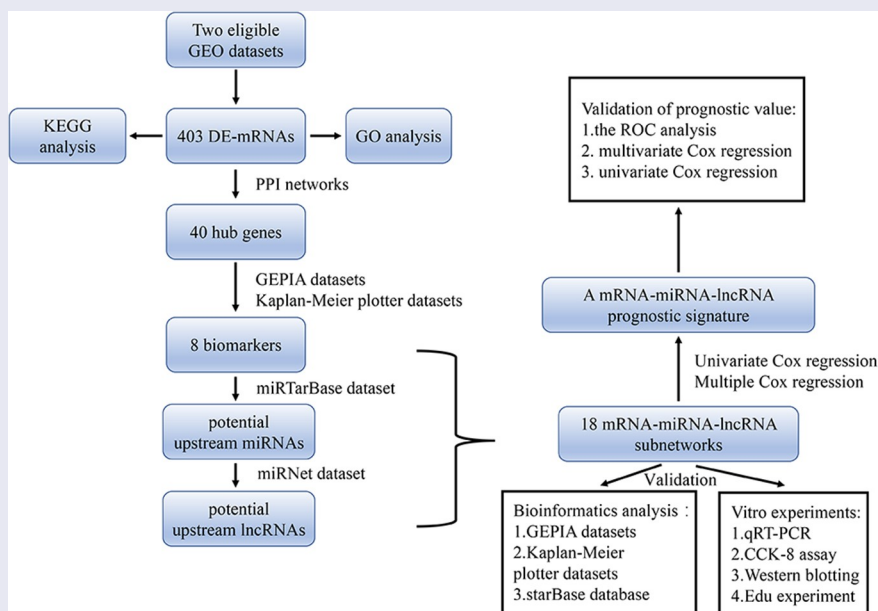 Two eligible
GEO datasets
KEGG
analysis
403 DE-mRNAs
GO analysis
PPI networks
40 hub genes
GEPIA datasets
Kaplan-Meier plotter datasets
8 biomarkers
miRTarBase dataset
potential
upstream miRNAs
miRNet dataset
potential
upstream lncRNAs
Validation of prognostic value:
1.the ROC analysis
2. multivariate Cox regression
3. univariate Cox regression
A mRNA-miRNA-lncRNA
prognostic signature
Univariate Cox regression
Multiple Cox regression
18 mRNA-miRNA-lncRNA
subnetworks
Validation
Bioinformatics analysis：
1.GEPIA datasets
2.Kaplan-Meier
plotter datasets
3.starBase database
Vitro experiments:
1.qRT-PCR
2.CCK-8 assay
3.Western blotting
4.Edu experiment